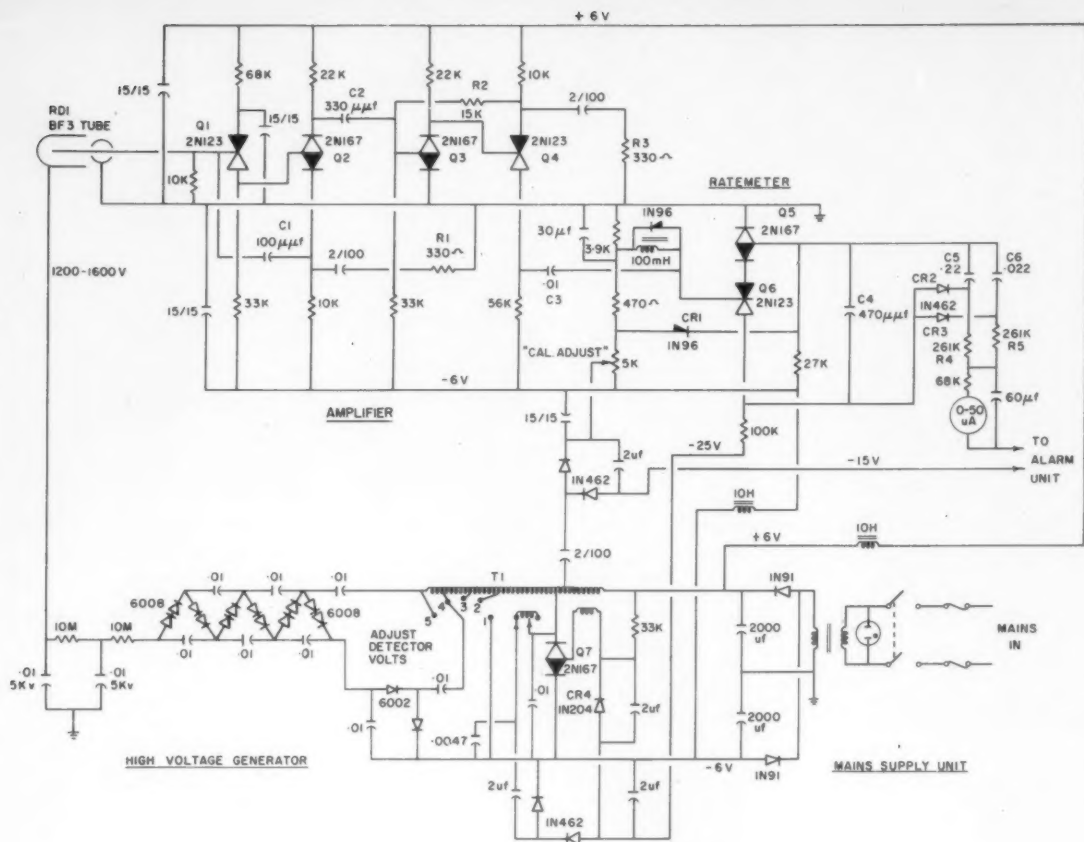 +6V
68K
22K
22K
10K
15/15
C2
330 µµf
R2
15K
2/100
RD1
BF3 TUBE
Q1
2N123
15/15
2N167
Q2
2N167
Q3
2N123
Q4
R3
330 ⌒
10K
RATEMETER
C1
100µµf
R1
330 ⌒
2/100
30µf
3·9K
1N96
100mH
Q5
2N167
1200-1600 V
15/15
33K
10K
33K
56K
·01
C3
470 ⌒
Q6
2N123
C4
470 µµf
C5
·22
C6
·022
CR2
1N462
CR3
261K
R4
261K
R5
CR1
1N96
"CAL. ADJUST"
5K
27K
68K
60µf
-6V
AMPLIFIER
15/15
0-50
uA
100K
-25V
TO
ALARM
UNIT
2uf
-15V
1N462
10H
10H
+6V
2/100
·01
·01
·01
T1
1N91
6008
6008
5
4
3
2
1
10M
10M
ADJUST
DETECTOR
VOLTS
33K
2000
uf
MAINS
IN
·01
·01
·01
Q7
2N167
·01
5Kv
·01
5Kv
·01
6002
·01
·01
CR4
1N204
2uf
2000
uf
·0047
HIGH VOLTAGE GENERATOR
-6V
1N91
MAINS SUPPLY UNIT
2uf
2uf
1N462